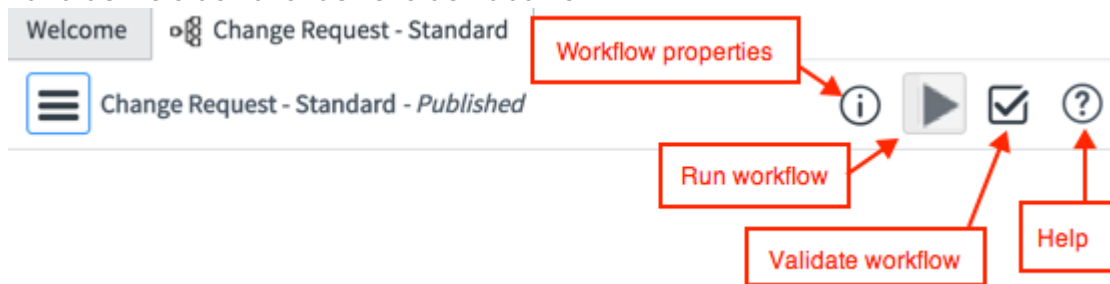 Welcome
Change Request - Standard
Workflow properties
Change Request - Standard - Published
Run workflow
Help
Validate workflow